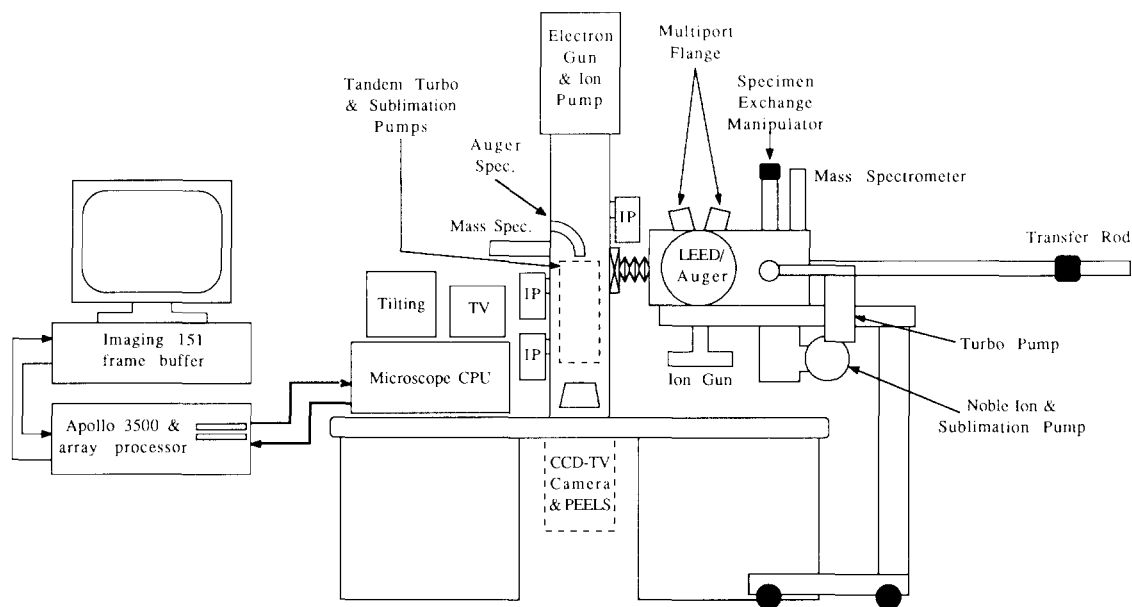 Electron
Gun
& Ion
Pump
Multiport
Flange
Specimen
Exchange
Manipulator
Tandem Turbo
& Sublimation
Pumps
Auger
Spec.
Mass Spec.
IP
Mass Spectrometer
Transfer Rod
LEED/
Auger
Tilting
TV
IP
IP
Imaging 151
frame buffer
Microscope CPU
Ion Gun
Turbo Pump
Apollo 3500 &
array processor
Noble Ion &
Sublimation Pump
CCD-TV
Camera
& PEELS